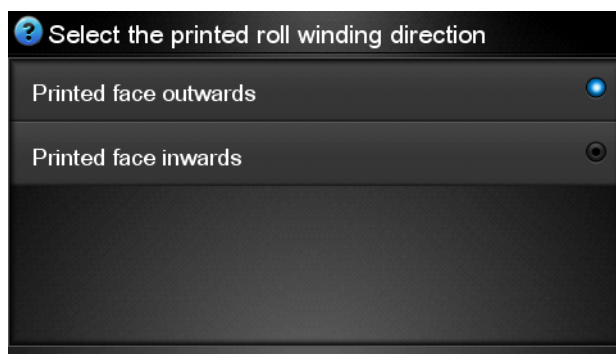 Select the printed roll winding direction
Printed face outwards
Printed face inwards